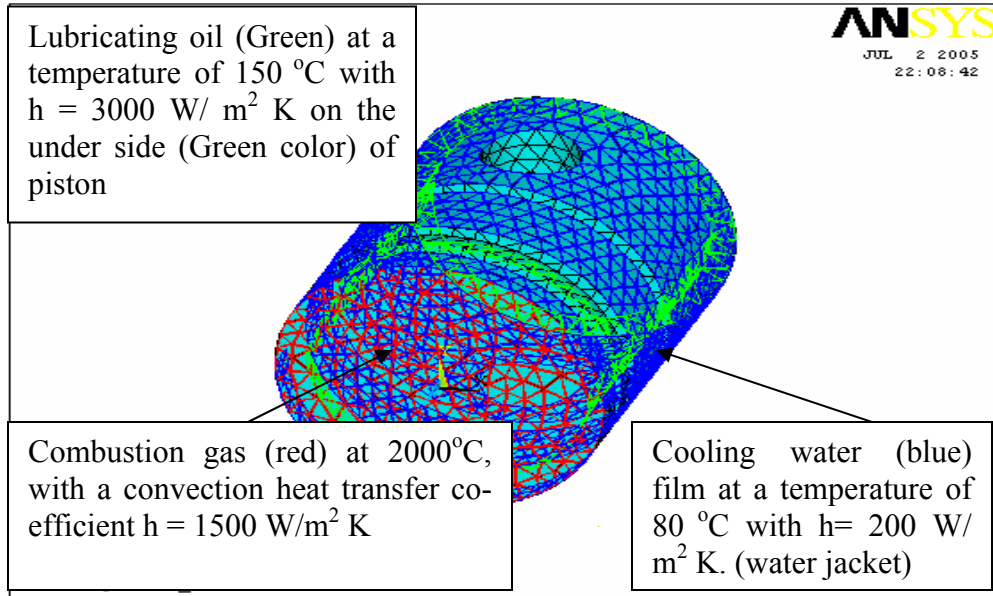 Lubricating oil (Green) at a
temperature of 150 °C with
h = 3000 W/ m² K on the
under side (Green color) of
piston
ANSYS
JUL 2 2005
22:08:42
Combustion gas (red) at 2000°C,
with a convection heat transfer co-
efficient h = 1500 W/m² K
Cooling water (blue)
film at a temperature of
80 °C with h= 200 W/
m² K. (water jacket)